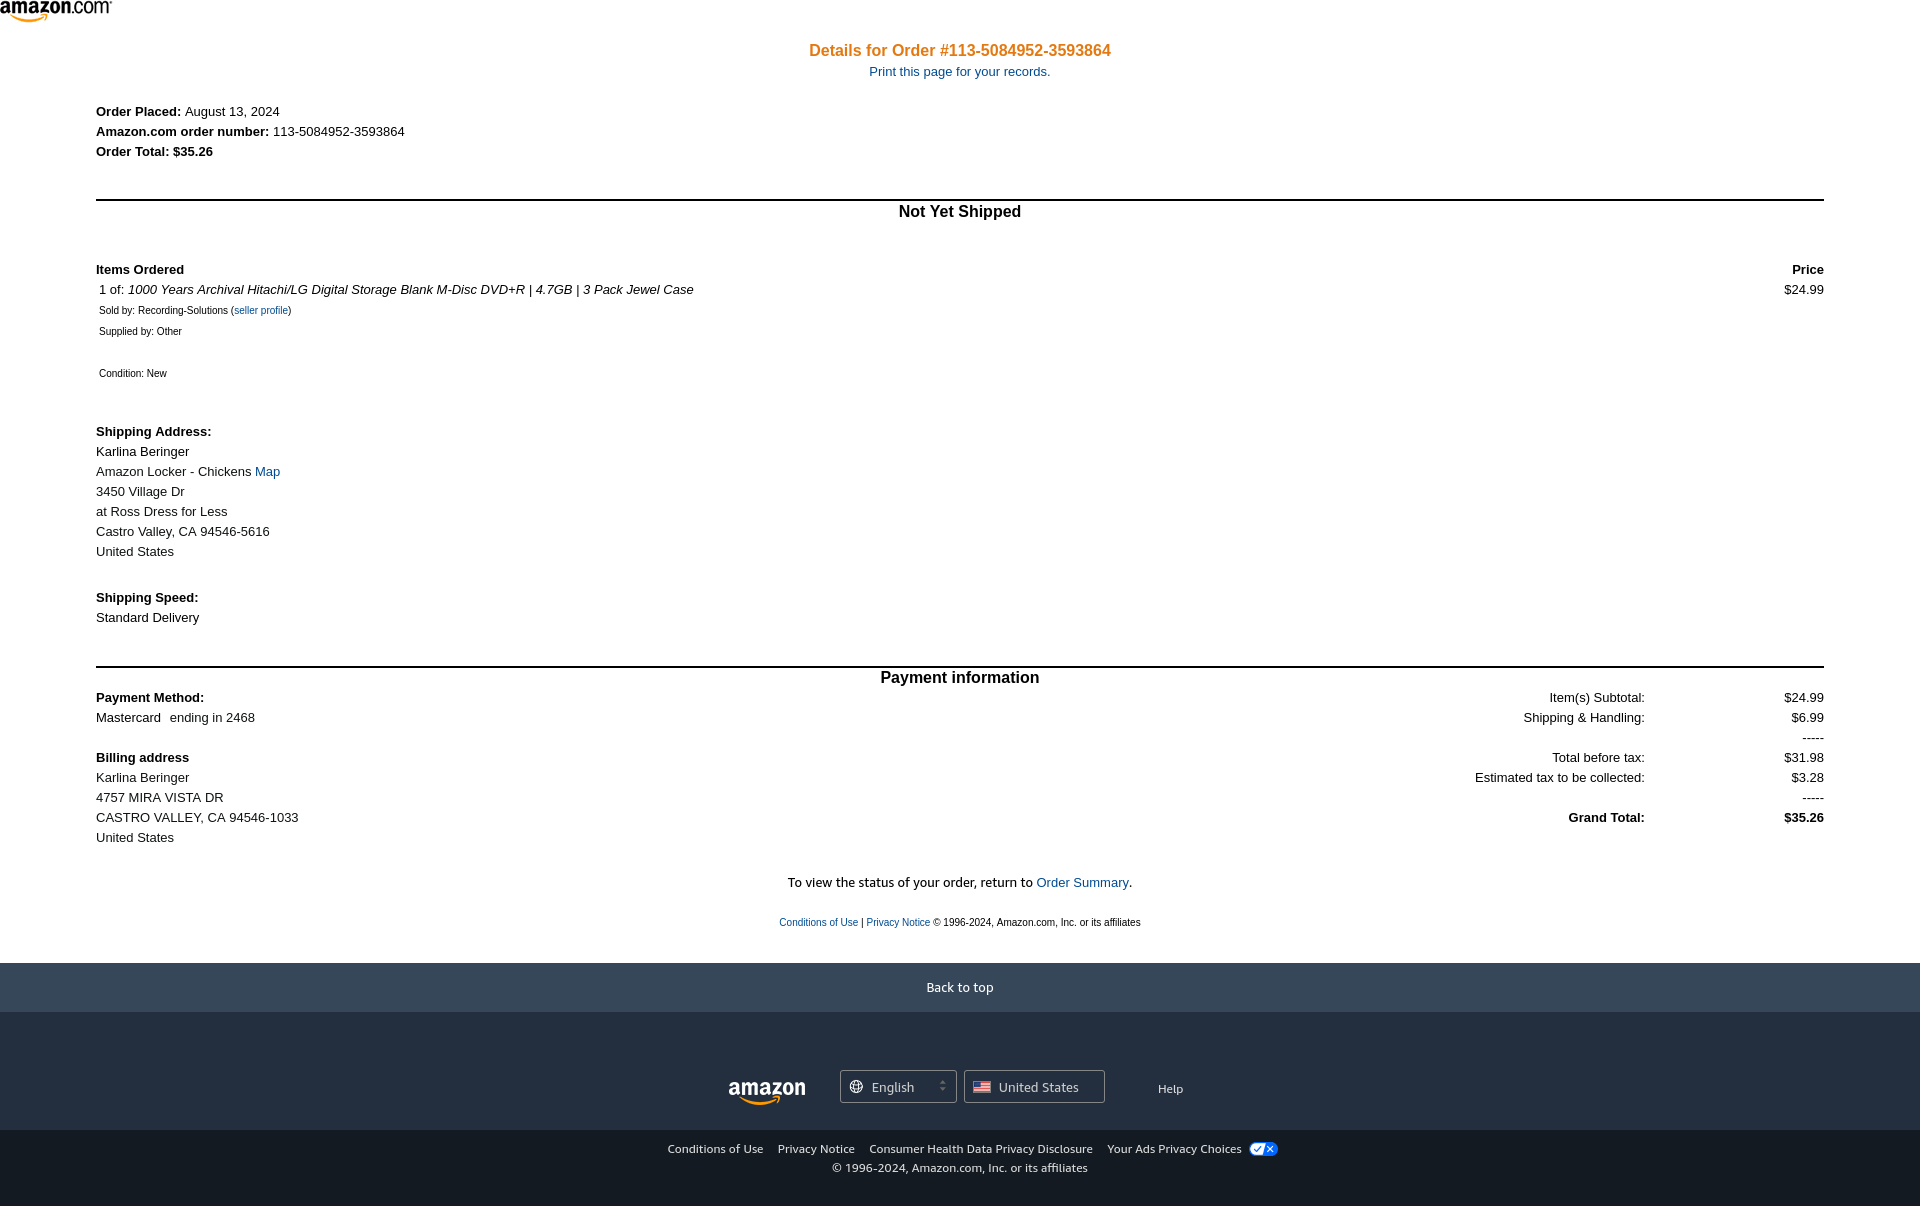 amazon.com
Details for Order #113-5084952-3593864
Print this page for your records.
Order Placed: August 13, 2024
Amazon.com order number: 113-5084952-3593864
Order Total: $35.26
Not Yet Shipped
Items Ordered Price
1 of: 1000 Years Archival Hitachi/LG Digital Storage Blank M-Disc DVD+R | 4.7GB | 3 Pack Jewel Case $24.99
Sold by: Recording-Solutions (seller profile)
Supplied by: Other
Condition: New
Shipping Address:
Karlina Beringer
Amazon Locker - Chickens Map
3450 Village Dr
at Ross Dress for Less
Castro Valley, CA 94546-5616
United States
Shipping Speed:
Standard Delivery
Payment information
Payment Method:
Mastercard ending in 2468
Billing address
Karlina Beringer
4757 MIRA VISTA DR
CASTRO VALLEY, CA 94546-1033
United States
Item(s) Subtotal: $24.99
Shipping & Handling: $6.99
-----
Total before tax: $31.98
Estimated tax to be collected: $3.28
-----
Grand Total: $35.26
To view the status of your order, return to Order Summary.
Conditions of Use | Privacy Notice © 1996-2024, Amazon.com, Inc. or its affiliates
Back to top
amazon English United States Help
Conditions of Use Privacy Notice Consumer Health Data Privacy Disclosure Your Ads Privacy Choices
© 1996-2024, Amazon.com, Inc. or its affiliates